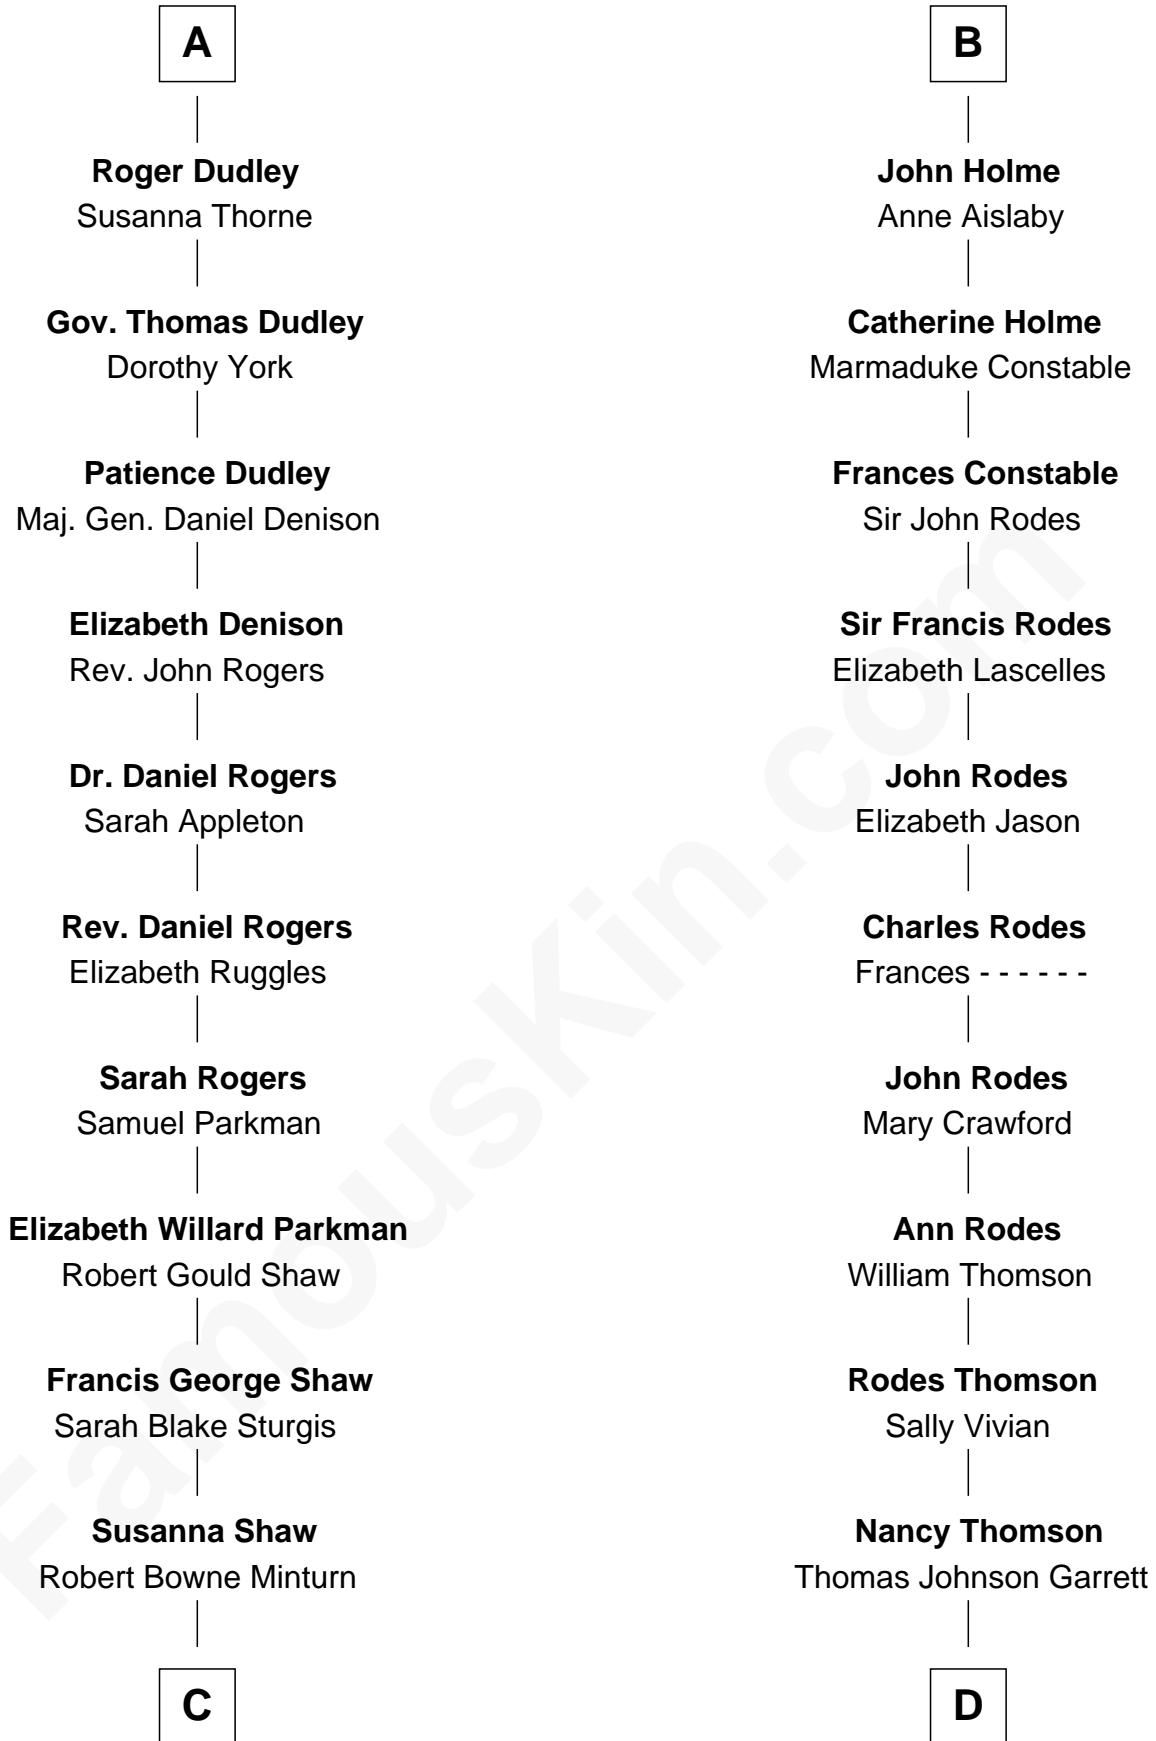 A
Roger Dudley
Susanna Thorne
Gov. Thomas Dudley
Dorothy York
Patience Dudley
Maj. Gen. Daniel Denison
Elizabeth Denison
Rev. John Rogers
Dr. Daniel Rogers
Sarah Appleton
Rev. Daniel Rogers
Elizabeth Ruggles
Sarah Rogers
Samuel Parkman
Elizabeth Willard Parkman
Robert Gould Shaw
Francis George Shaw
Sarah Blake Sturgis
Susanna Shaw
Robert Bowne Minturn
C
B
John Holme
Anne Aislaby
Catherine Holme
Marmaduke Constable
Frances Constable
Sir John Rodes
Sir Francis Rodes
Elizabeth Lascelles
John Rodes
Elizabeth Jason
Charles Rodes
Frances - - - - - -
John Rodes
Mary Crawford
Ann Rodes
William Thomson
Rodes Thomson
Sally Vivian
Nancy Thomson
Thomas Johnson Garrett
D
FamousKin.com